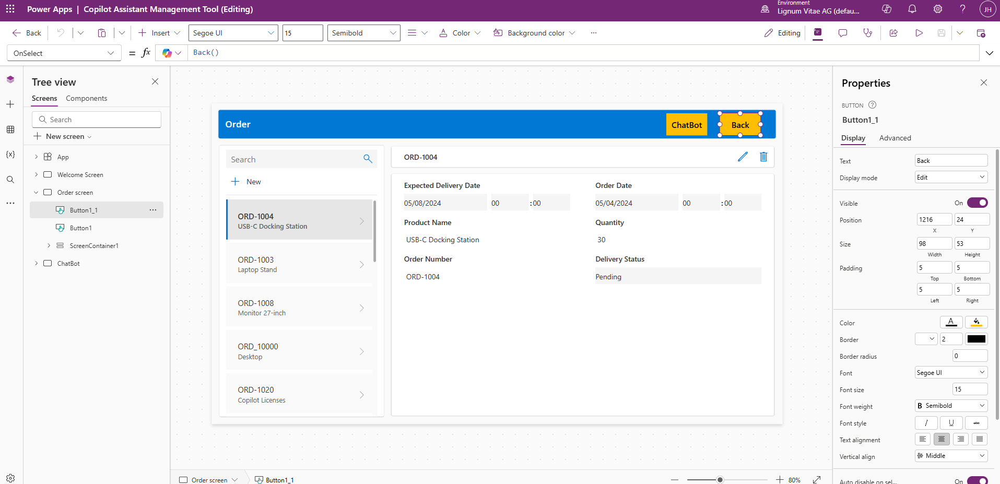 Power Apps | Copilot Assistant Management Tool (Editing)
Environment
Lignum Vitae AG (defau...
JH
Back
Insert
Segoe UI
15
Semibold
Color
Background color
Editing
OnSelect
= fx
Back()
Tree view
Screens
Components
Search
New screen
App
Welcome Screen
Order screen
Button1_1
Button1
ScreenContainer1
ChatBot
Order
ChatBot
Back
Search
New
ORD-1004
USB-C Docking Station
ORD-1003
Laptop Stand
ORD-1008
Monitor 27-inch
ORD_10000
Desktop
ORD-1020
Copilot Licenses
ORD-1004
Expected Delivery Date
Order Date
05/08/2024 00 :00
05/04/2024 00 :00
Product Name
Quantity
USB-C Docking Station
30
Order Number
Delivery Status
ORD-1004
Pending
Order screen
Button1_1
80%
Properties
BUTTON
Button1_1
Display
Advanced
Text Back
Display mode Edit
Visible On
Position 1216 24
X Y
Size 98 53
Width Height
Padding 5 5
Top Bottom
5 5
Left Right
Color A
Border 2
Border radius 0
Font Segoe UI
Font size 15
Font weight B Semibold
Font style / U abc
Text alignment
Vertical align Middle
Auto disable on sel... On